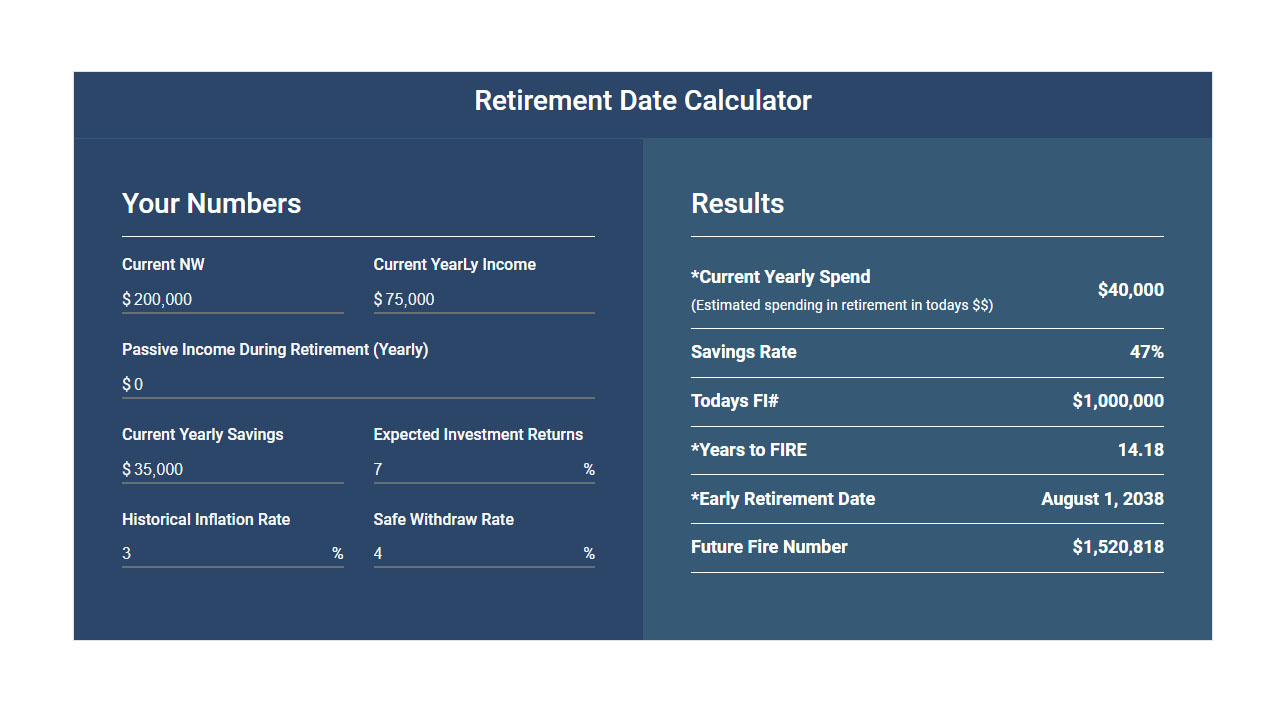 Retirement Date Calculator
Your Numbers
Current NW
$ 200,000
Current YearLy Income
$ 75,000
Passive Income During Retirement (Yearly)
$ 0
Current Yearly Savings
$ 35,000
Expected Investment Returns
7 %
Historical Inflation Rate
3 %
Safe Withdraw Rate
4 %
Results
*Current Yearly Spend
(Estimated spending in retirement in todays $$)
$40,000
Savings Rate 47%
Todays FI# $1,000,000
*Years to FIRE 14.18
*Early Retirement Date August 1, 2038
Future Fire Number $1,520,818